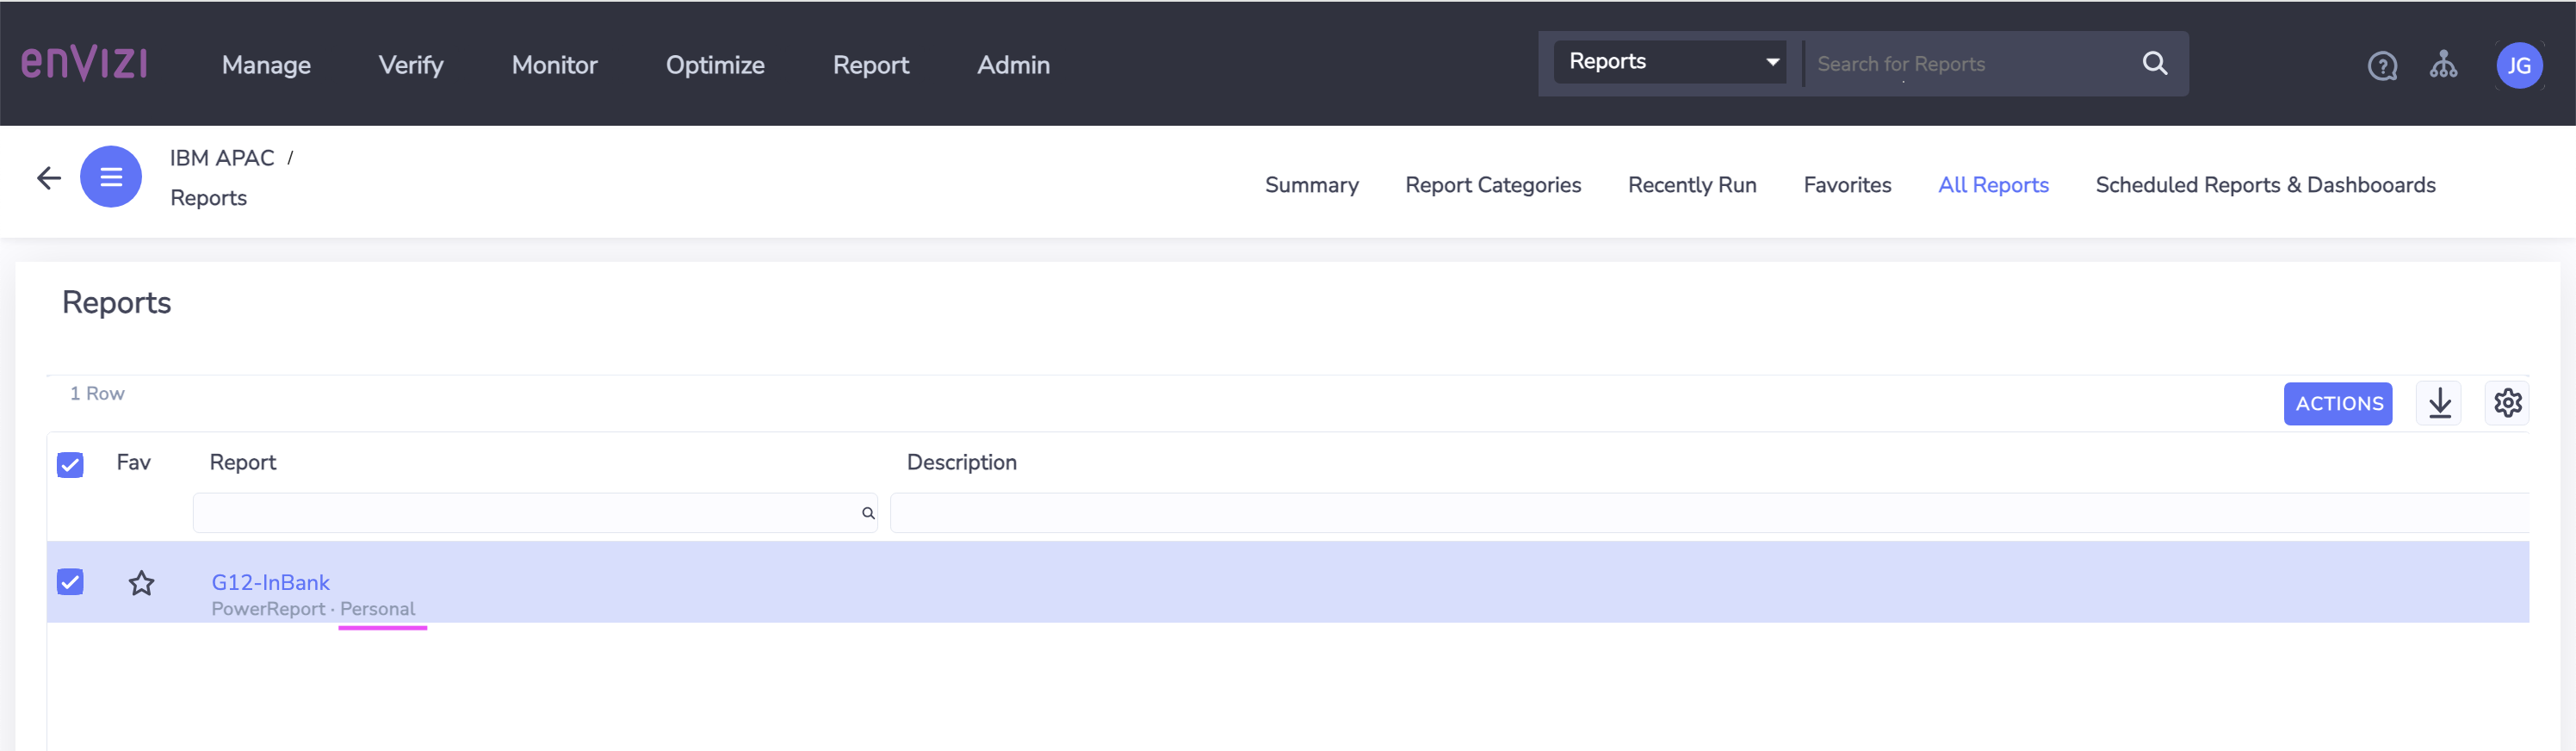 enVizi
Manage Verify Monitor Optimize Report Admin
Reports
Search for Reports
JG
IBM APAC /
Reports
Summary Report Categories Recently Run Favorites All Reports Scheduled Reports & Dashbooards
Reports
1 Row
ACTIONS
Fav Report Description
G12-InBank
PowerReport · Personal